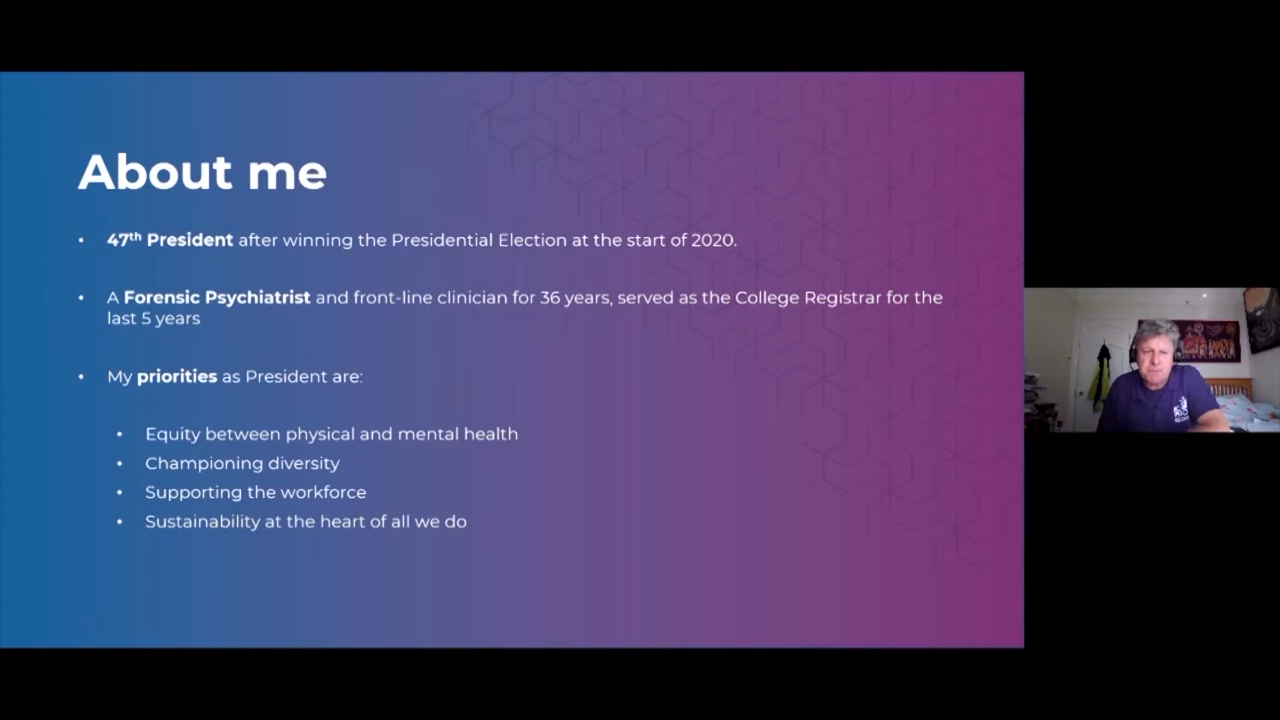 About me
• 47th President after winning the Presidential Election at the start of 2020.
• A Forensic Psychiatrist and front-line clinician for 36 years, served as the College Registrar for the
last 5 years
• My priorities as President are:
• Equity between physical and mental health
• Championing diversity
• Supporting the workforce
• Sustainability at the heart of all we do